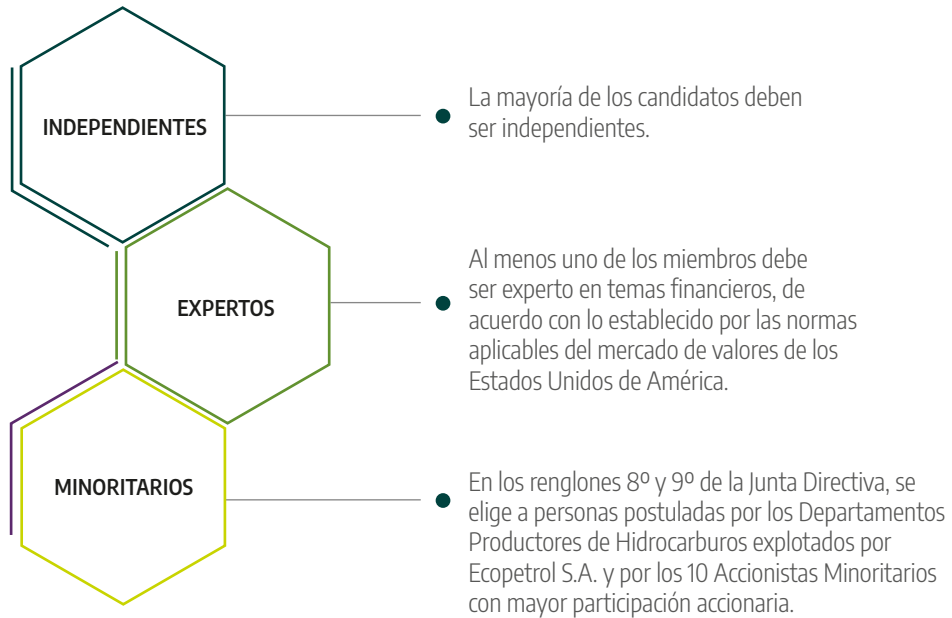 INDEPENDIENTES
La mayoría de los candidatos deben
ser independientes.
EXPERTOS
Al menos uno de los miembros debe
ser experto en temas financieros, de
acuerdo con lo establecido por las normas
aplicables del mercado de valores de los
Estados Unidos de América.
MINORITARIOS
En los renglones 8º y 9º de la Junta Directiva, se
elige a personas postuladas por los Departamentos
Productores de Hidrocarburos explotados por
Ecopetrol S.A. y por los 10 Accionistas Minoritarios
con mayor participación accionaria.